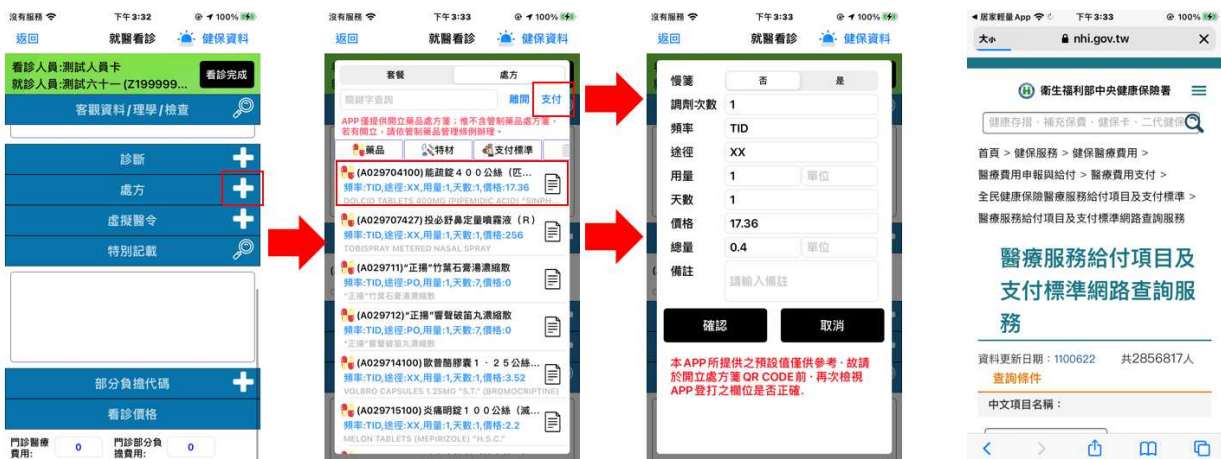 沒有服務 下午3:32 100%
返回 就醫看診 健保資料
看診人員:測試人員卡
就診人員:測試六十一(Z199999...
看診完成
客觀資料/理學/檢查
診斷
處方
虛擬醫令
特別記載
部分負擔代碼
看診價格
門診醫療費用: 0 門診部分負擔費用: 0
沒有服務 下午3:33 100%
返回 就醫看診 健保資料
套餐 處方
關鍵字查詢 離開 支付
APP僅提供開立藥品處方箋；惟不含管制藥品處方箋，
若有開立，請依管制藥品管理條例辦理。
藥品 特材 支付標準
(A029704100)能疏錠４００公絲（匹...
頻率:TID,途徑:XX,用量:1,天數:1,價格:17.36
DOLCID TABLETS 400MG (PIPEMIDIC ACID) "SINPH...
(A029707427)投必舒鼻定量噴霧液（R）
頻率:TID,途徑:XX,用量:1,天數:1,價格:256
TOBISPRAY METERED NASAL SPRAY
(A029711)"正揚"竹葉石膏湯濃縮散
頻率:TID,途徑:PO,用量:1,天數:7,價格:0
"正揚"竹葉石膏湯濃縮散
(A029712)"正揚"響聲破笛丸濃縮散
頻率:TID,途徑:PO,用量:1,天數:7,價格:0
"正揚"響聲破笛丸濃縮散
(A029714100)歐普酪膠囊１．２５公絲...
頻率:TID,途徑:XX,用量:1,天數:1,價格:3.52
VOLBRO CAPSULES 1.25MG "S.T." (BROMOCRIPTINE)
(A029715100)炎痛明錠１００公絲（滅...
頻率:TID,途徑:XX,用量:1,天數:1,價格:2.2
MELON TABLETS (MEPIRIZOLE) "H.S.C."
沒有服務 下午3:33 100%
返回 就醫看診 健保資料
慢箋 否 是
調劑次數 1
頻率 TID
途徑 XX
用量 1 單位
天數 1
價格 17.36
總量 0.4 單位
備註 請輸入備註
確認 取消
本APP所提供之預設值僅供參考，故請
於開立處方箋QR CODE前，再次檢視
APP登打之欄位是否正確.
居家輕量App 下午3:33 100%
大小 nhi.gov.tw
衛生福利部中央健康保險署
健康存摺、補充保費、健保卡、二代健保
首頁 > 健保服務 > 健保醫療費用 >
醫療費用申報與給付 > 醫療費用支付 >
全民健康保險醫療服務給付項目及支付標準 >
醫療服務給付項目及支付標準網路查詢服務
醫療服務給付項目及
支付標準網路查詢服
務
資料更新日期：1100622 共2856817人
查詢條件
中文項目名稱：